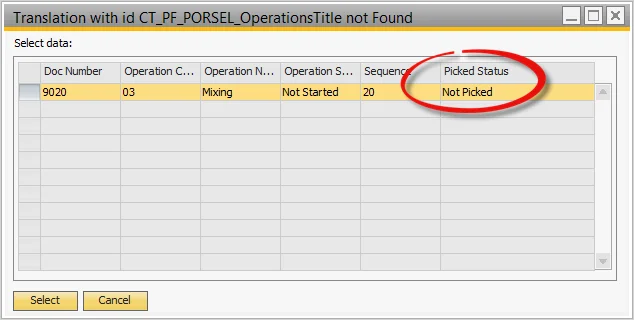 Translation with id CT_PF_PORSEL_OperationsTitle not Found
Select data:
Doc Number Operation C... Operation N... Operation S... Sequence Picked Status
9020 03 Mixing Not Started 20 Not Picked
Select Cancel